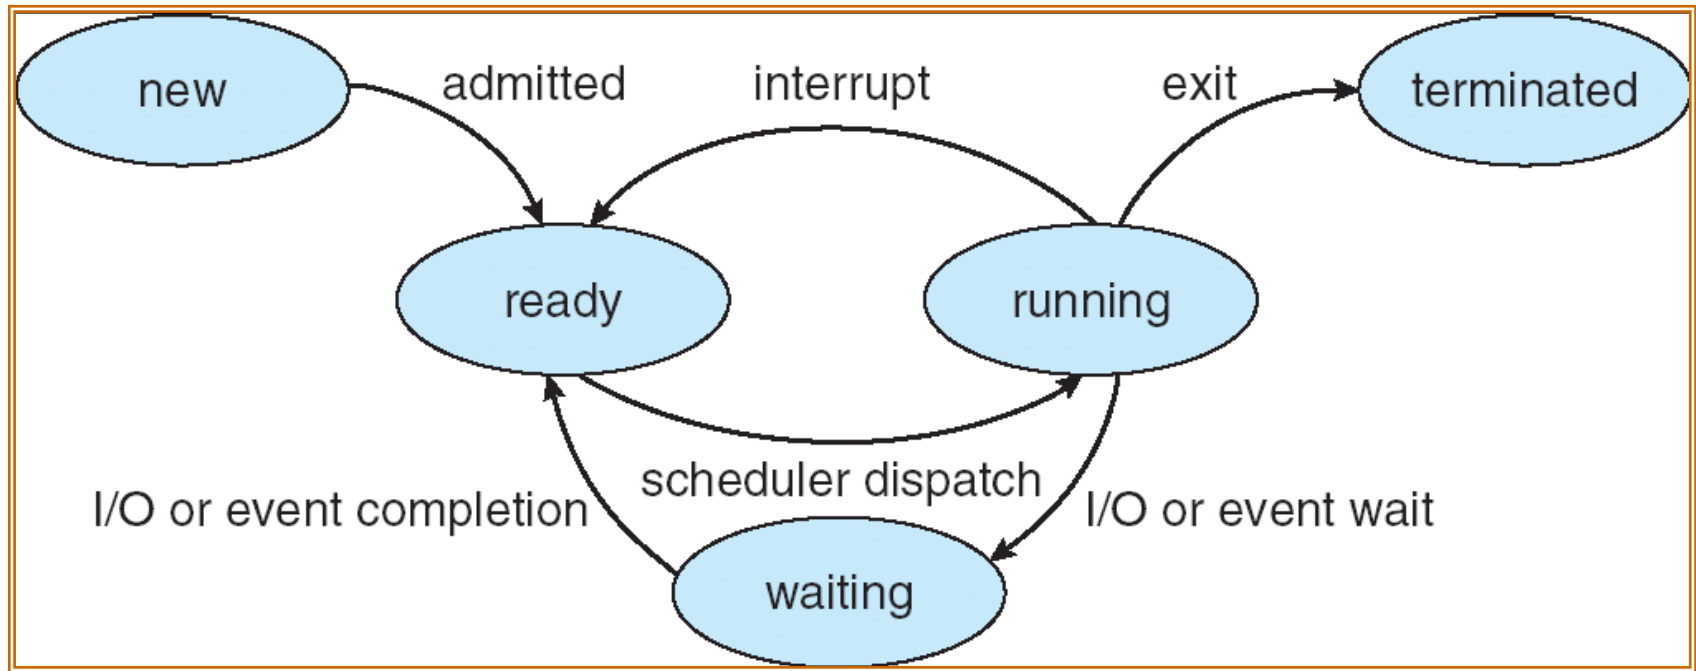 new
admitted
interrupt
exit
terminated
ready
running
scheduler dispatch
I/O or event completion
I/O or event wait
waiting